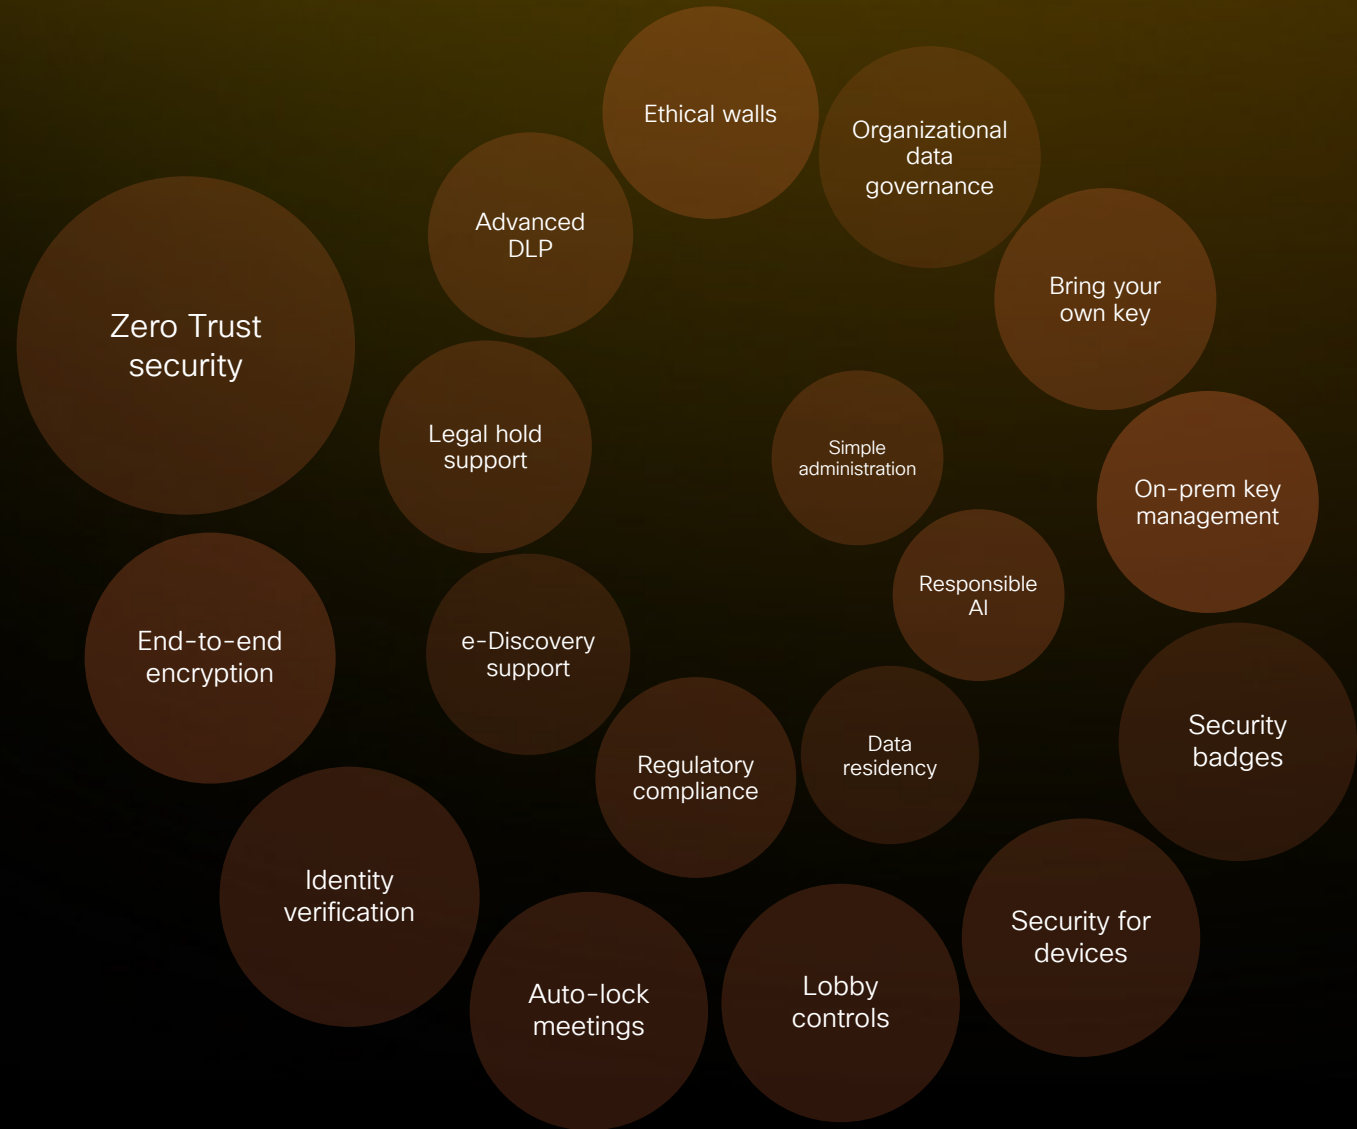 Ethical walls
Organizational
data
governance
Advanced
DLP
Bring your
own key
Zero Trust
security
Legal hold
support
Simple
administration
On-prem key
management
Responsible
AI
End-to-end
encryption
e-Discovery
support
Security
badges
Data
residency
Regulatory
compliance
Identity
verification
Security for
devices
Auto-lock
meetings
Lobby
controls